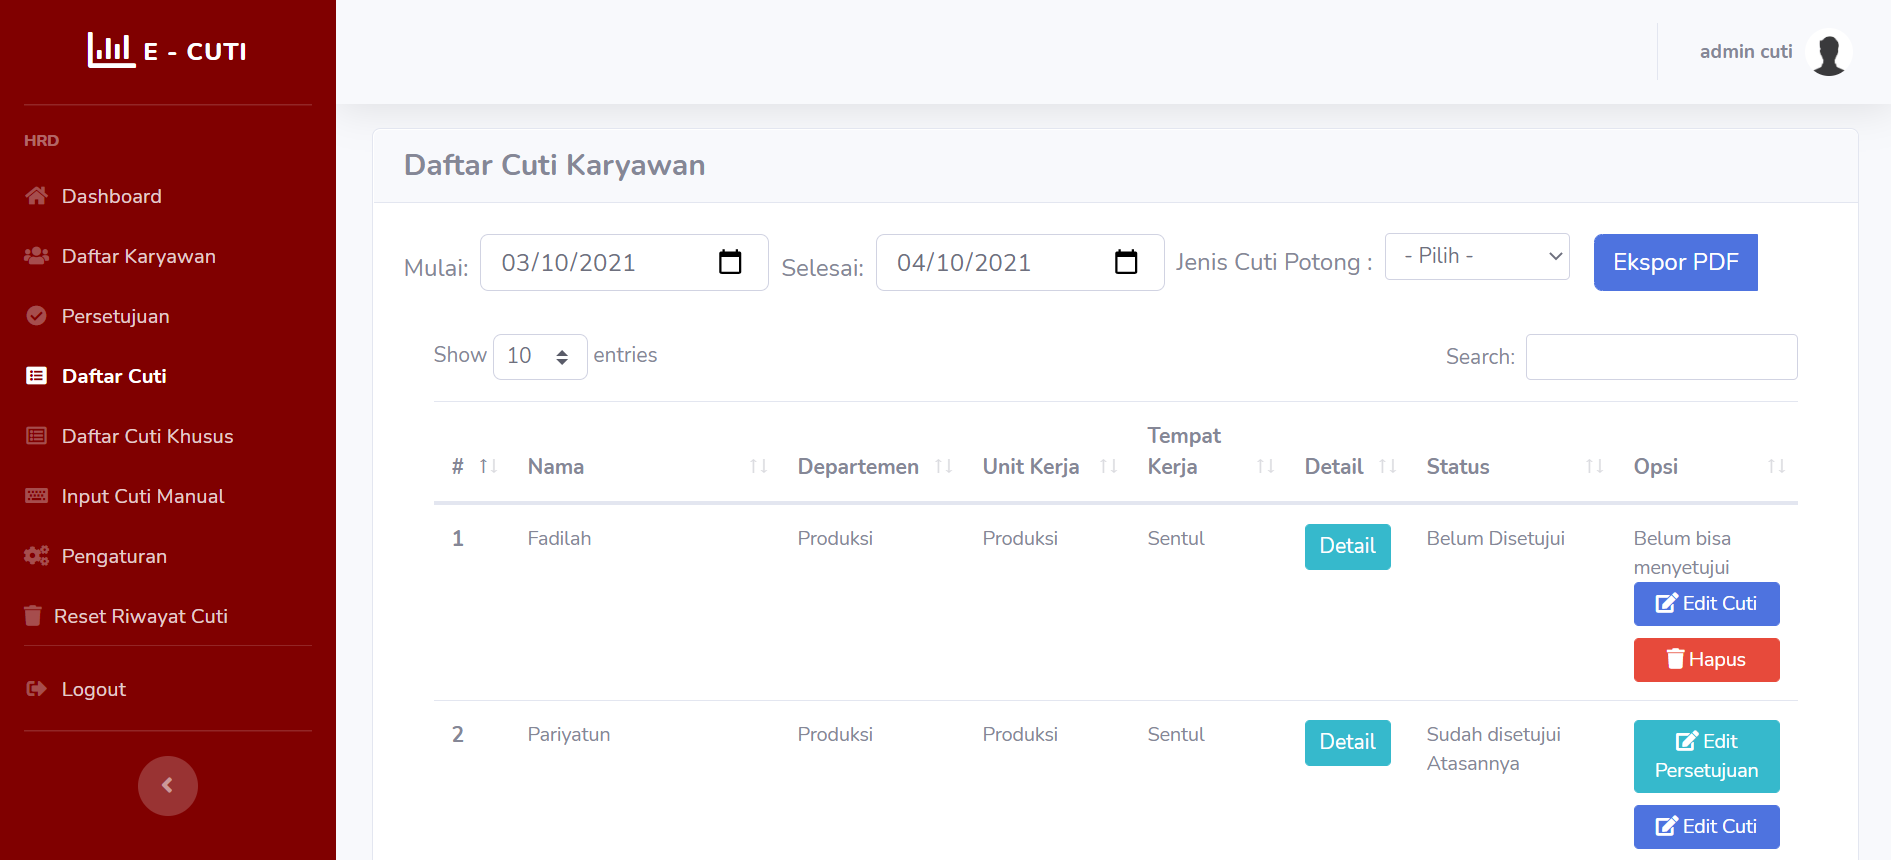 E - CUTI
admin cuti
HRD
Dashboard
Daftar Karyawan
Persetujuan
Daftar Cuti
Daftar Cuti Khusus
Input Cuti Manual
Pengaturan
Reset Riwayat Cuti
Logout
Daftar Cuti Karyawan
Mulai: 03/10/2021 Selesai: 04/10/2021 Jenis Cuti Potong : - Pilih - Ekspor PDF
Show 10 entries Search:
# Nama Departemen Unit Kerja Tempat Kerja Detail Status Opsi
1 Fadilah Produksi Produksi Sentul Detail Belum Disetujui Belum bisa
menyetujui
Edit Cuti
Hapus
2 Pariyatun Produksi Produksi Sentul Detail Sudah disetujui Edit
Atasannya Persetujuan
Edit Cuti